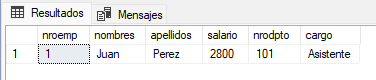 Resultados Mensajes
nroemp nombres apellidos salario nrodpto cargo
1 1 Juan Perez 2800 101 Asistente